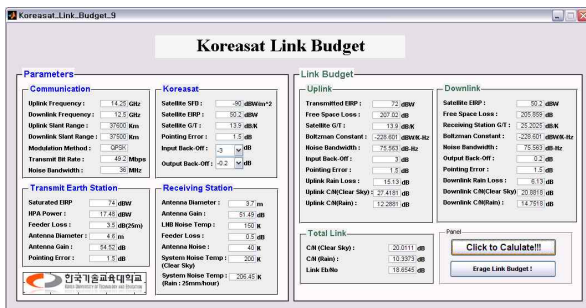 Koreasat_Link_Budget_9
Koreasat Link Budget
Parameters
Communication
Uplink Frequency : 14.25 GHz
Downlink Frequency : 12.5 GHz
Uplink Slant Range : 37600 Km
Downlink Slant Range : 37500 Km
Modulation Method : QPSK
Transmit Bit Rate : 49.2 Mbps
Noise Bandwidth : 36 MHz
Koreasat
Satellite SFD : -90 dBW/m^2
Satellite EIRP : 50.2 dBW
Satellite G/T : 13.9 dB/K
Pointing Error : 1.5 dB
Input Back-Off : -3 dB
Output Back-Off : -0.2 dB
Transmit Earth Station
Saturated EIRP 74 dBW
HPA Power : 17.48 dBW
Feeder Loss : 3.5 dB(25m)
Antenna Diameter : 4.6 m
Antenna Gain : 54.52 dB
Pointing Error : 1.5 dB
한국기술교육대학교
Receiving Station
Antenna Diameter : 3.7 m
Antenna Gain : 51.49 dB
LNB Noise Temp : 150 K
Feeder Loss : 0.5 dB
Antenna Noise : 40 K
System Noise Temp : 200 K
(Clear Sky)
System Noise Temp : 206.45 K
(Rain : 25mm/hour)
Link Budget
Uplink
Transmitted EIRP : 72 dBW
Free Space Loss : 207.02 dB
Satellite G/T : 13.9 dB/K
Boltzman Constant : -228.601 dBW/K-Hz
Noise Bandwidth : 75.563 dB-Hz
Input Back-Off : 3 dB
Pointing Error : 1.5 dB
Uplink Rain Loss : 15.13 dB
Uplink C/N(Clear Sky) : 27.4181 dB
Uplink C/N(Rain) : 12.2881 dB
Downlink
Satellite EIRP : 50.2 dBW
Free Space Loss : 205.859 dB
Receiving Station G/T : 25.2025 dB/K
Boltzman Constant : -228.601 dBW/K-Hz
Noise Bandwidth : 75.563 dB-Hz
Output Back-Off : 0.2 dB
Pointing Error : 1.5 dB
Downlink Rain Loss : 6.13 dB
Downlink C/N(Clear Sky) 20.8818 dB
Downlink C/N(Rain) : 14.7518 dB
Total Link
C/N (Clear Sky) : 20.0111 dB
C/N (Rain) : 10.3373 dB
Link Eb/No 18.6545 dB
Panel
Click to Calulate!!!
Erage Link Budget !